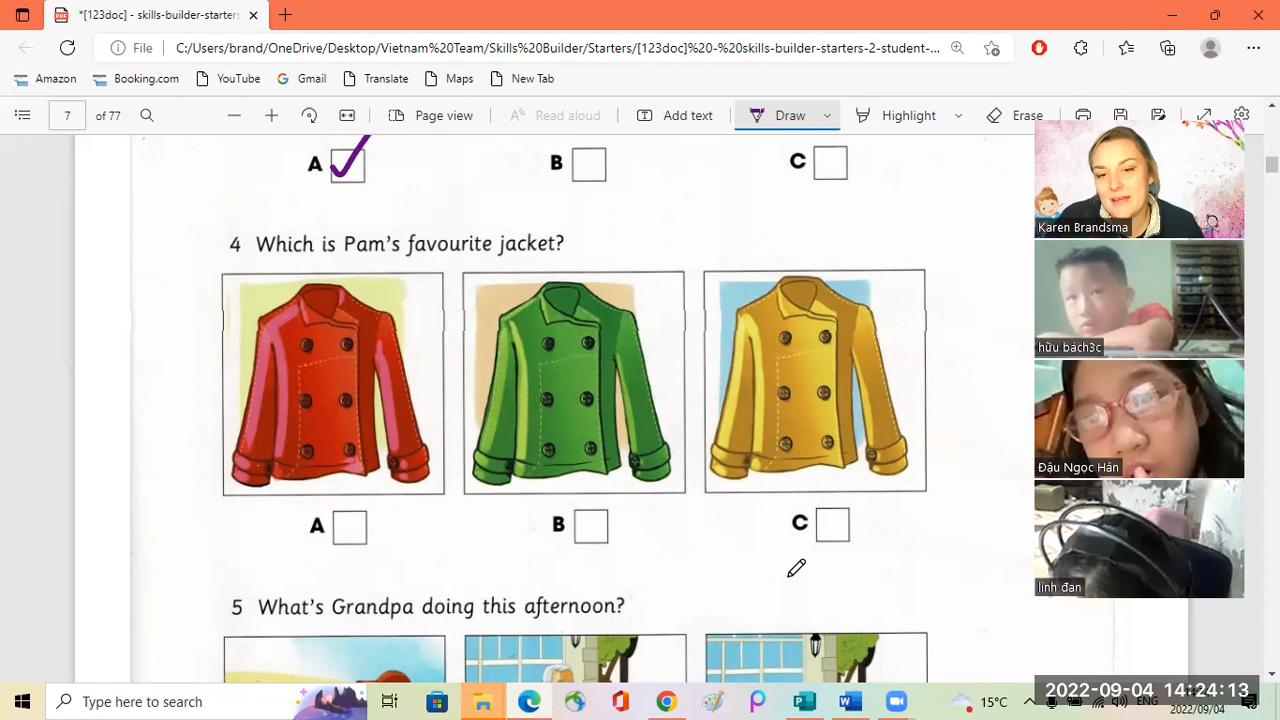 *[123doc] - skills-builder-starters
File
C:/Users/brand/OneDrive/Desktop/Vietnam%20Team/Skills%20Builder/Starters/[123doc]%20-%20skills-builder-starters-2-student-...
Amazon
Booking.com
YouTube
Gmail
Translate
Maps
New Tab
7 of 77
Page view
Read aloud
Add text
Draw
Highlight
Erase
A
B
C
4 Which is Pam's favourite jacket?
A
B
C
5 What's Grandpa doing this afternoon?
Karen Brandsma
hữu bách3c
Đậu Ngọc Hân
linh đan
Type here to search
15°C
ENG
2022-09-04 14:24:13
2022/09/04